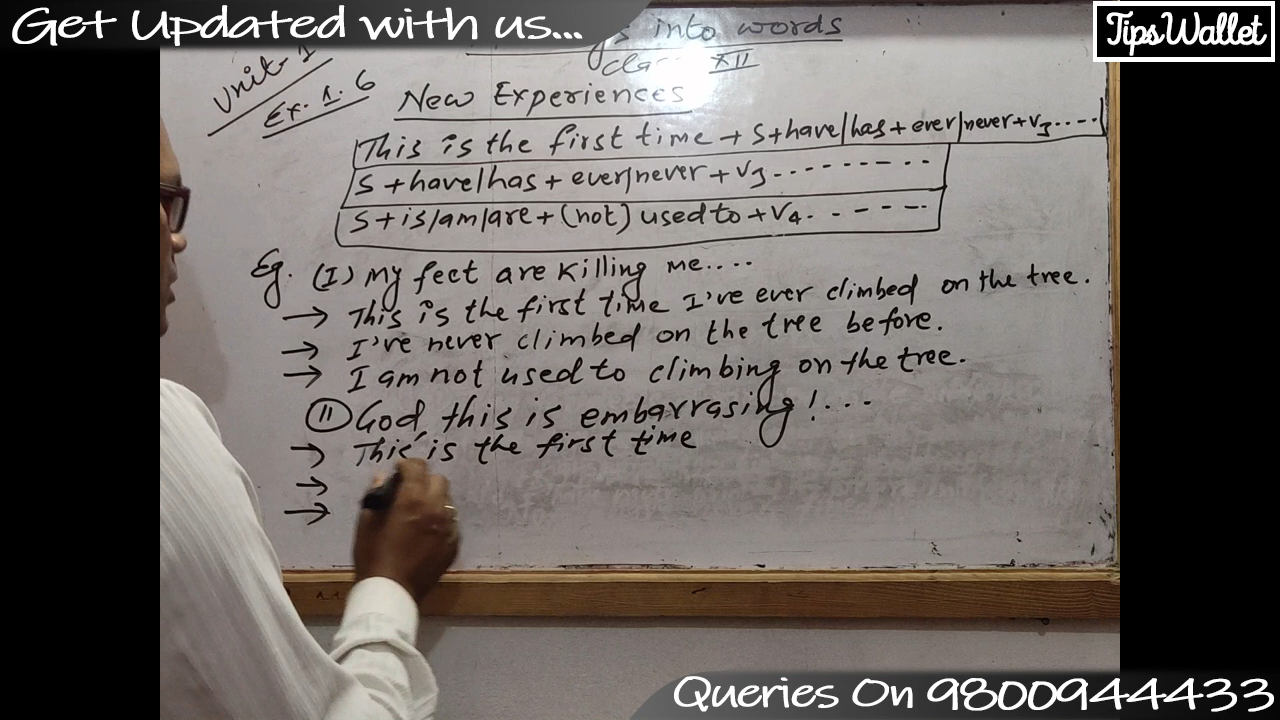 Get Updated with us...
Tips Wallet
into words
Unit-1
class XII
Ex. 1. 6
New Experiences
This is the first time + S+have/has + ever/never+V3.....
S +have/has + ever/never + V3.........
S + is/am/are + (not) used to + V4......
Eg. (I) My feet are killing me....
→ This is the first time I've ever climbed on the tree.
→ I've never climbed on the tree before.
→ I am not used to climbing on the tree.
(II) God, this is embarrasing!...
→ This is the first time
→
→
Queries On 9800944433